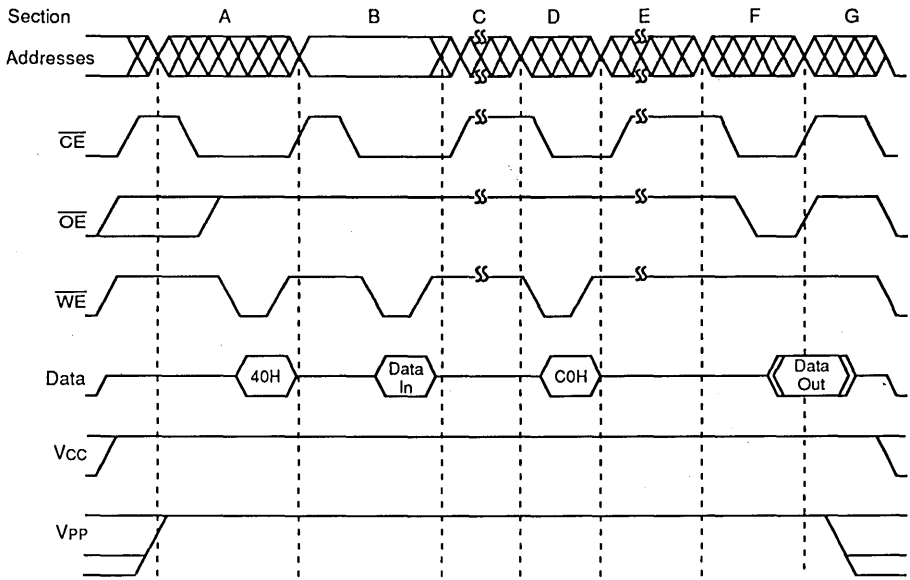 Section A B C D E F G
Addresses
CE
OE
WE
Data 40H Data In C0H Data Out
VCC
VPP